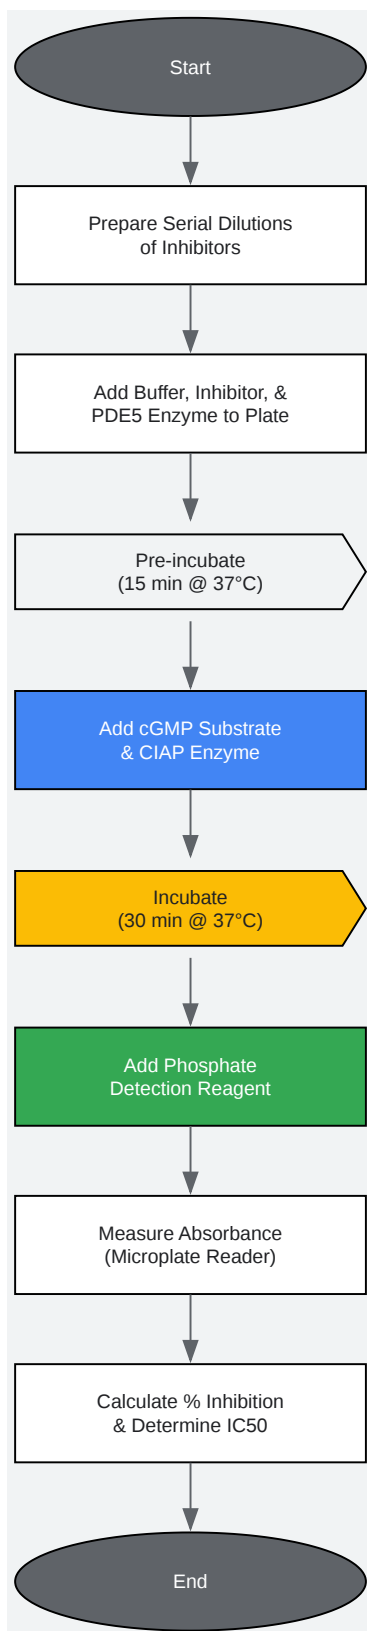 Start
Prepare Serial Dilutions
of Inhibitors
Add Buffer, Inhibitor, &
PDE5 Enzyme to Plate
Pre-incubate
(15 min @ 37°C)
Add cGMP Substrate
& CIAP Enzyme
Incubate
(30 min @ 37°C)
Add Phosphate
Detection Reagent
Measure Absorbance
(Microplate Reader)
Calculate % Inhibition
& Determine IC50
End